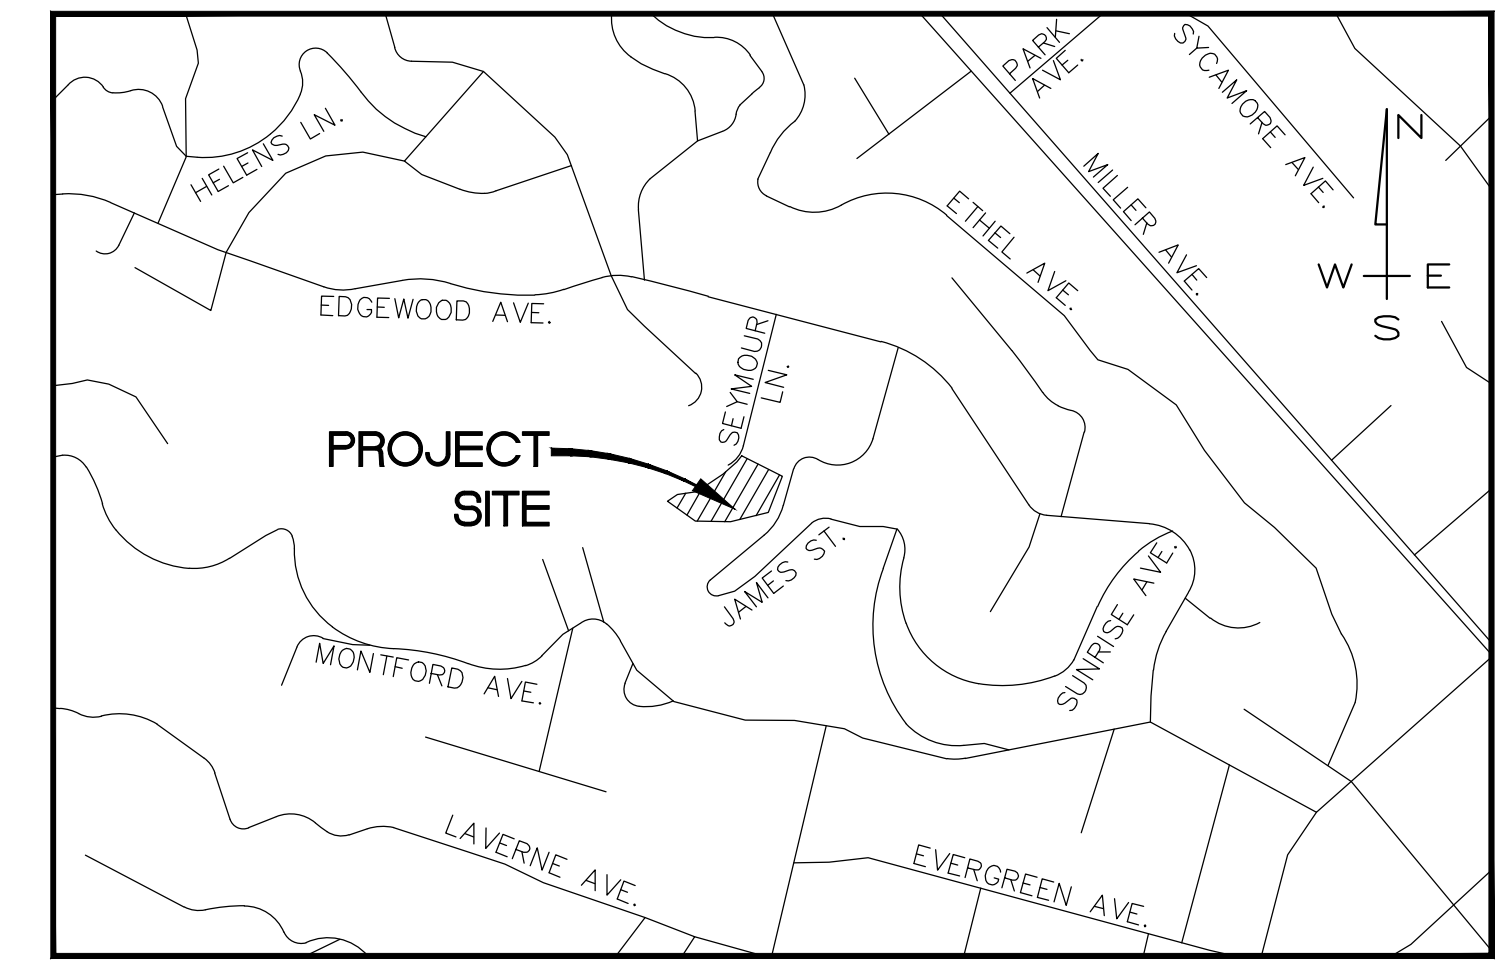 PARK
AVE.
SYCAMORE AVE.
N
HELENS LN.
MILLER AVE.
ETHEL AVE.
W E
S
EDGEWOOD AVE.
SEYMOUR
LN.
PROJECT
SITE
JAMES ST.
SUNRISE AVE.
MONTFORD AVE.
LAVERNE AVE.
EVERGREEN AVE.